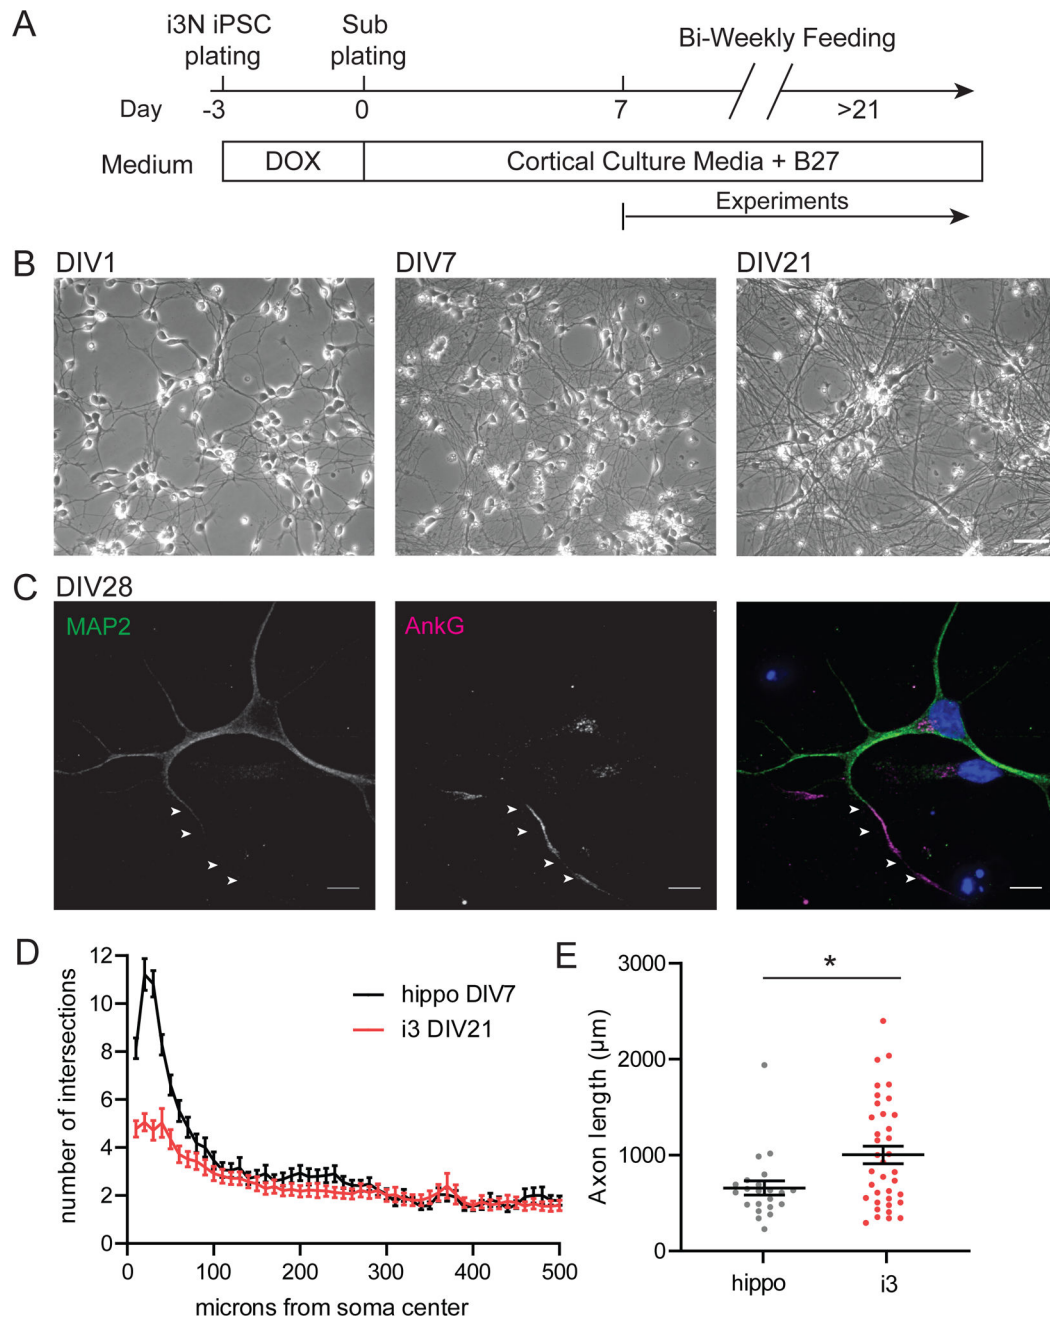 A
i3N iPSC plating
Sub plating
Bi-Weekly Feeding
Day
-3
0
7
>21
Medium
DOX
Cortical Culture Media + B27
Experiments
B
DIV1
DIV7
DIV21
C
DIV28
MAP2
AnkG
D
number of intersections
12
10
8
6
4
2
0
0
100
200
300
400
500
microns from soma center
hippo DIV7
i3 DIV21
E
Axon length (µm)
3000
2000
1000
0
*
hippo
i3